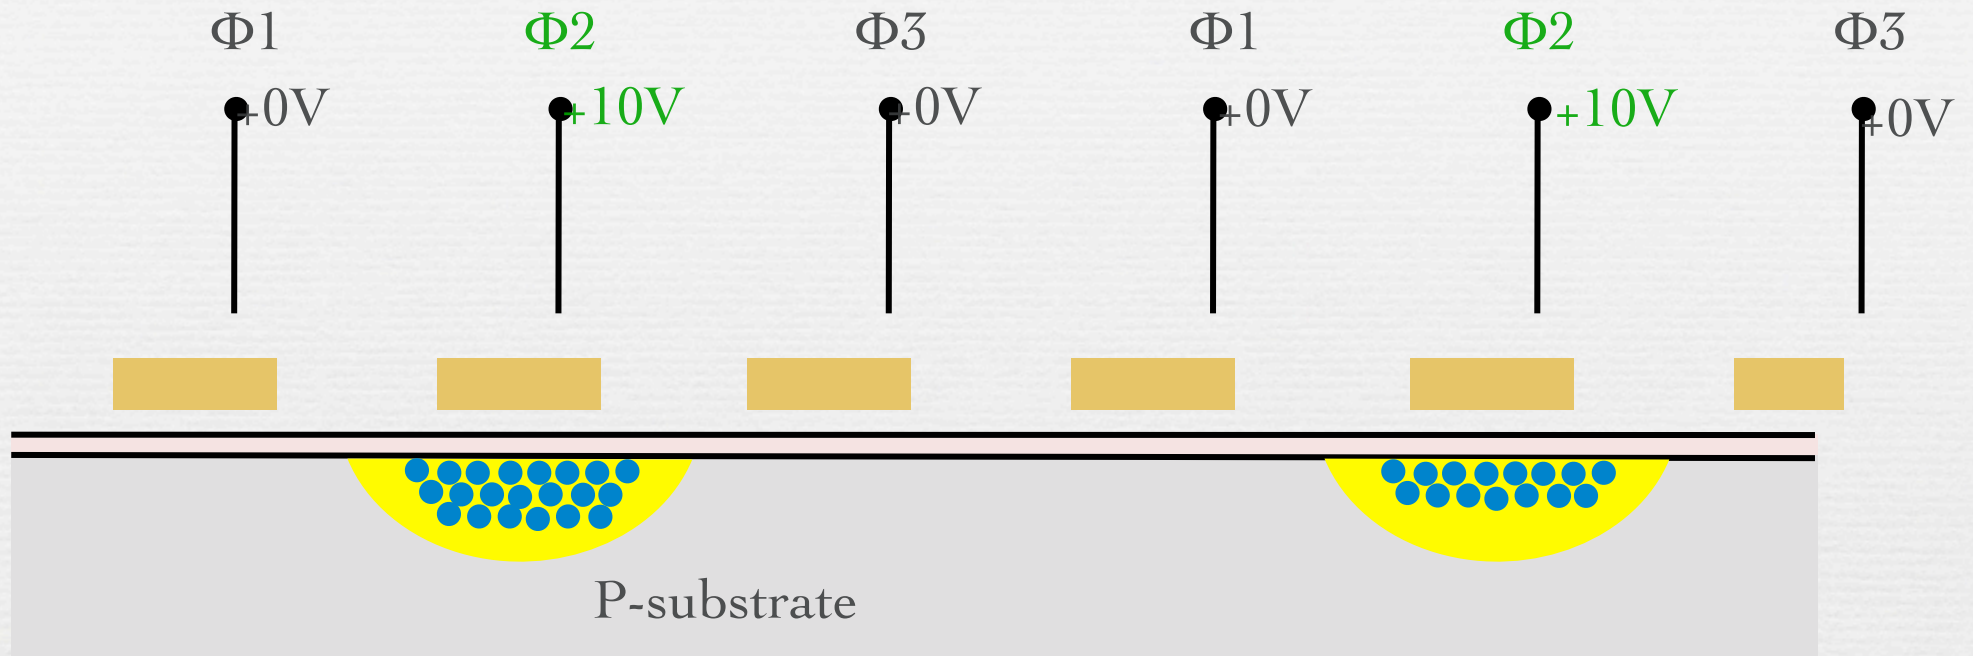 Φ1 Φ2 Φ3 Φ1 Φ2 Φ3
+0V +10V +0V +0V +10V +0V
P-substrate